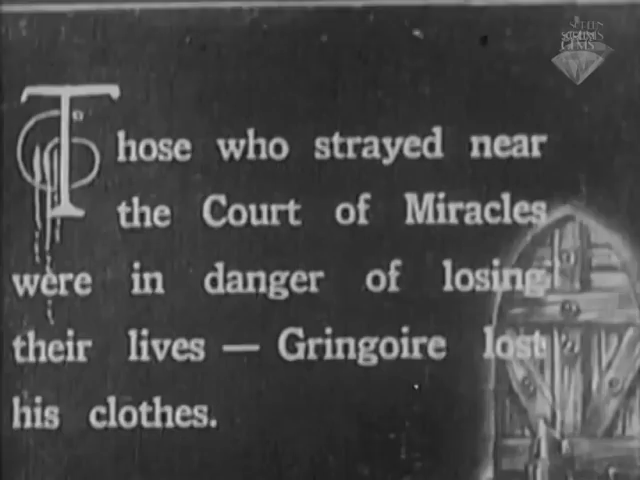 Those who strayed near
the Court of Miracles
were in danger of losing
their lives — Gringoire lost
his clothes.